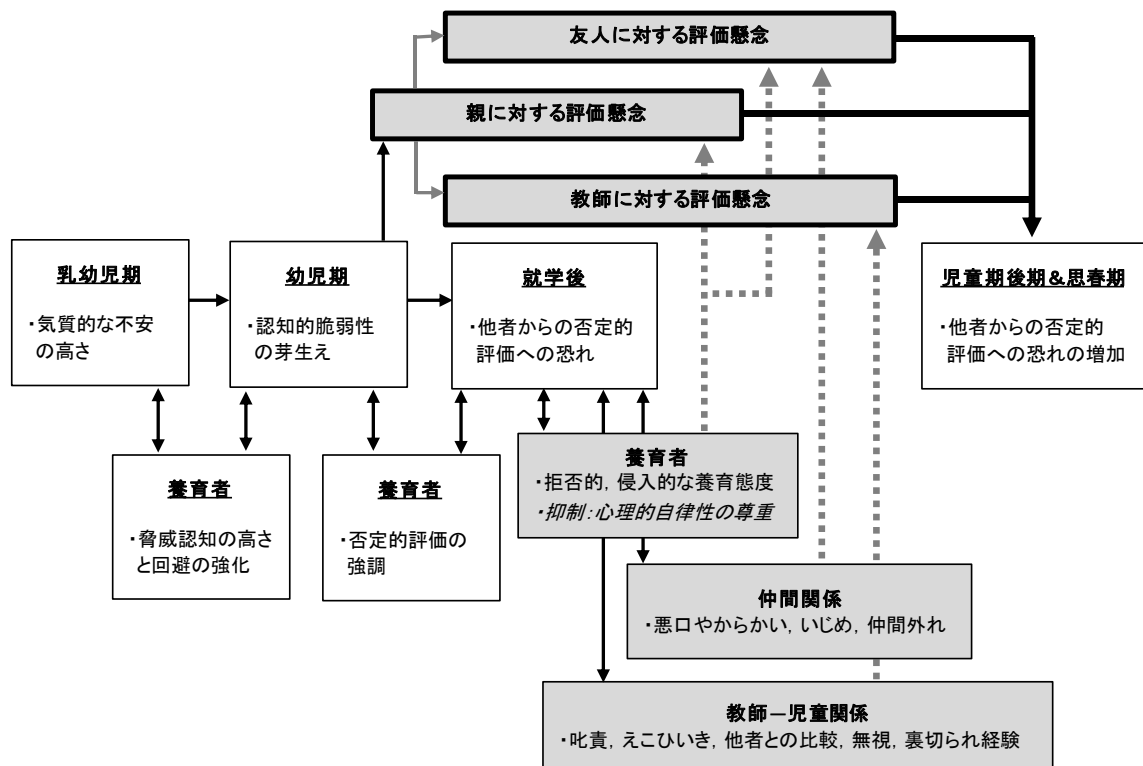 友人に対する評価懸念
親に対する評価懸念
教師に対する評価懸念
乳幼児期
・気質的な不安
の高さ
幼児期
・認知的脆弱性
の芽生え
就学後
・他者からの否定的
評価への恐れ
児童期後期&思春期
・他者からの否定的
評価への恐れの増加
養育者
・脅威認知の高さ
と回避の強化
養育者
・否定的評価の
強調
養育者
・拒否的，侵入的な養育態度
・抑制：心理的自律性の尊重
仲間関係
・悪口やからかい，いじめ，仲間外れ
教師－児童関係
・叱責，えこひいき，他者との比較，無視，裏切られ経験